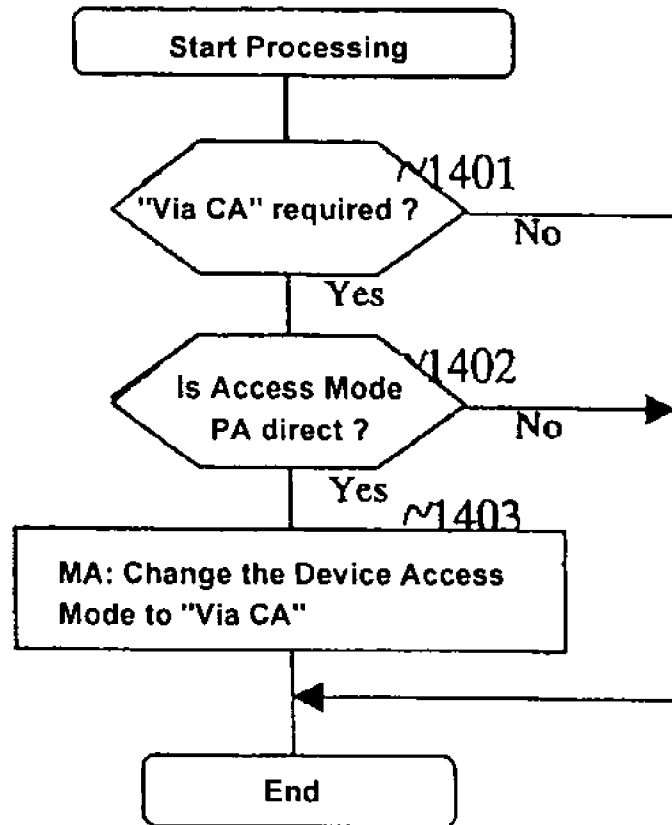 Start Processing
~1401
"Via CA" required ?
No
Yes
~1402
Is Access Mode
PA direct ?
No
Yes
~1403
MA: Change the Device Access
Mode to "Via CA"
End